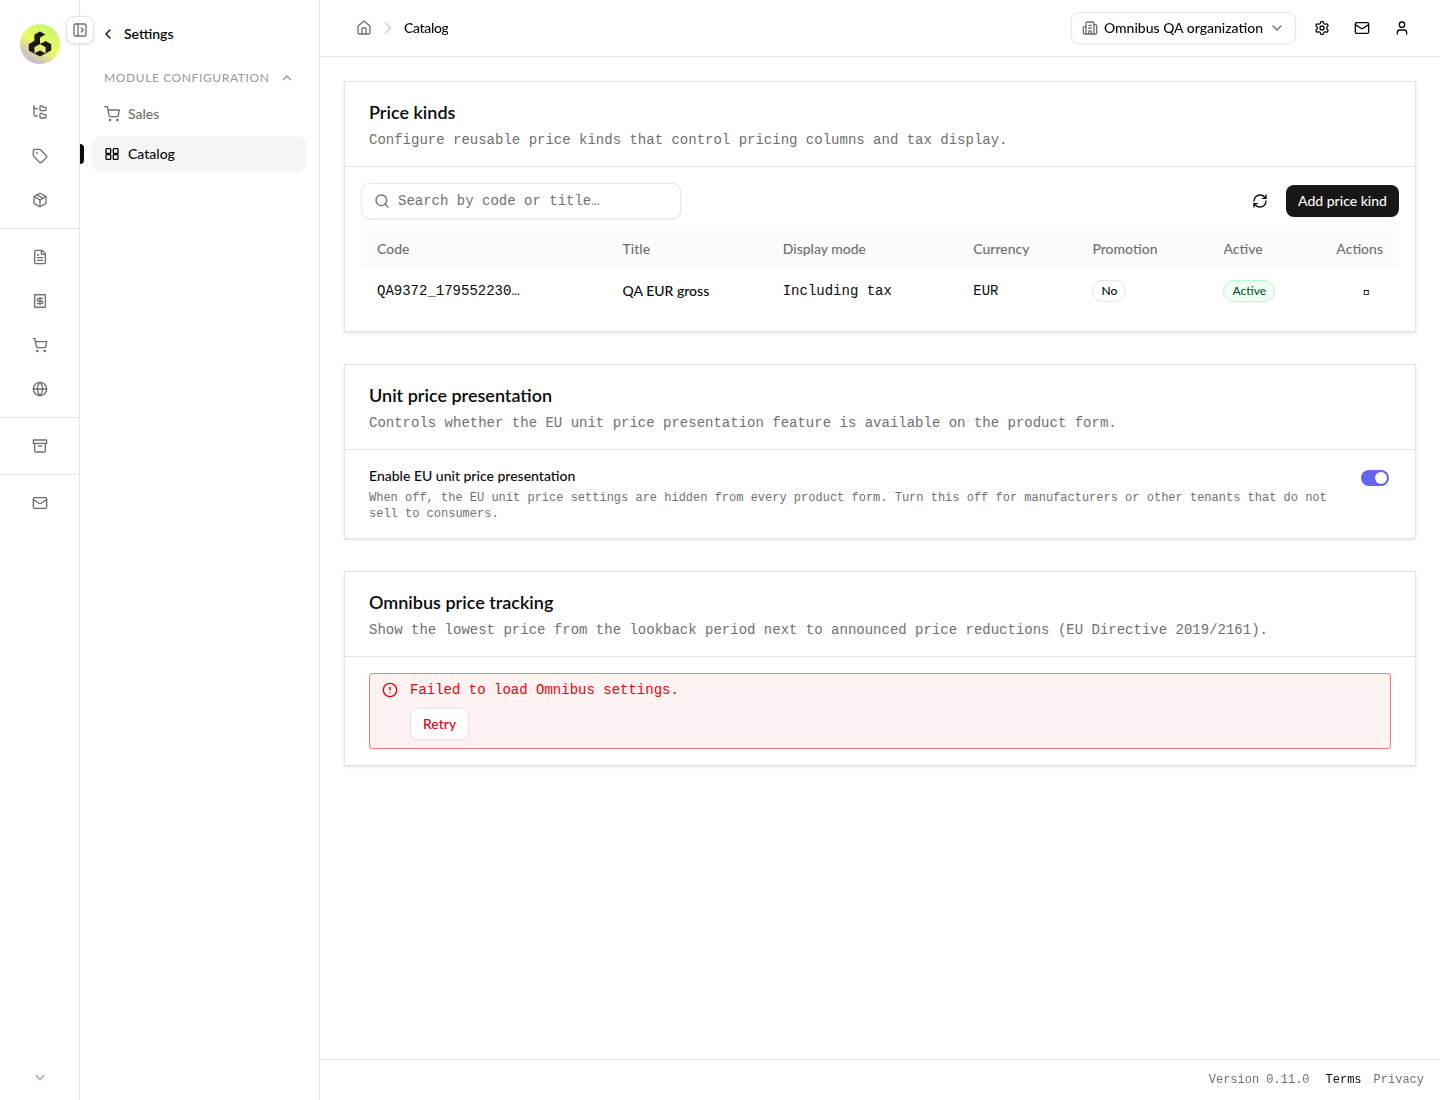 Settings
MODULE CONFIGURATION
Sales
Catalog
Catalog
Omnibus QA organization
Price kinds
Configure reusable price kinds that control pricing columns and tax display.
Search by code or title…
Add price kind
Code Title Display mode Currency Promotion Active Actions
QA9372_179552230… QA EUR gross Including tax EUR No Active
Unit price presentation
Controls whether the EU unit price presentation feature is available on the product form.
Enable EU unit price presentation
When off, the EU unit price settings are hidden from every product form. Turn this off for manufacturers or other tenants that do not
sell to consumers.
Omnibus price tracking
Show the lowest price from the lookback period next to announced price reductions (EU Directive 2019/2161).
Failed to load Omnibus settings.
Retry
Version 0.11.0 Terms Privacy